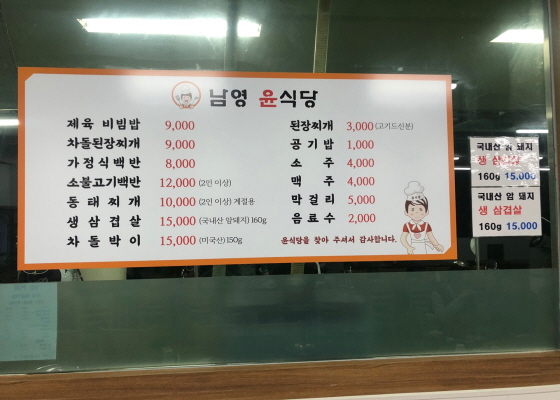 남영 윤식당
제육 비빔밥 9,000
차돌된장찌개 9,000
가정식백반 8,000
소불고기백반 12,000 (2인 이상)
동태찌개 10,000 (2인 이상) 계절용
생삼겹살 15,000 (국내산 암돼지) 160g
차돌박이 15,000 (미국산) 150g
된장찌개 3,000 (고기드신분)
공기밥 1,000
소주 4,000
맥주 4,000
막걸리 5,000
음료수 2,000
윤식당을 찾아 주셔서 감사합니다.
국내산 암 돼지
생 삼겹살
160g 15,000
국내산 암 돼지
생 삼겹살
160g 15,000